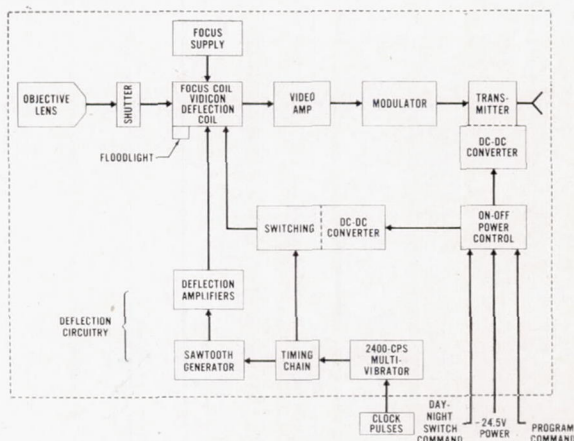 FOCUS
SUPPLY
OBJECTIVE
LENS
SHUTTER
FOCUS COIL
VIDICON
DEFLECTION
COIL
VIDEO
AMP
MODULATOR
TRANS-
MITTER
FLOODLIGHT
DC-DC
CONVERTER
SWITCHING
DC-DC
CONVERTER
ON-OFF
POWER
CONTROL
DEFLECTION
AMPLIFIERS
DEFLECTION
CIRCUITRY
SAWTOOTH
GENERATOR
TIMING
CHAIN
2400-CPS
MULTI-
VIBRATOR
CLOCK
PULSES
DAY-
NIGHT
SWITCH
COMMAND
-24.5V
POWER
PROGRAM
COMMAND